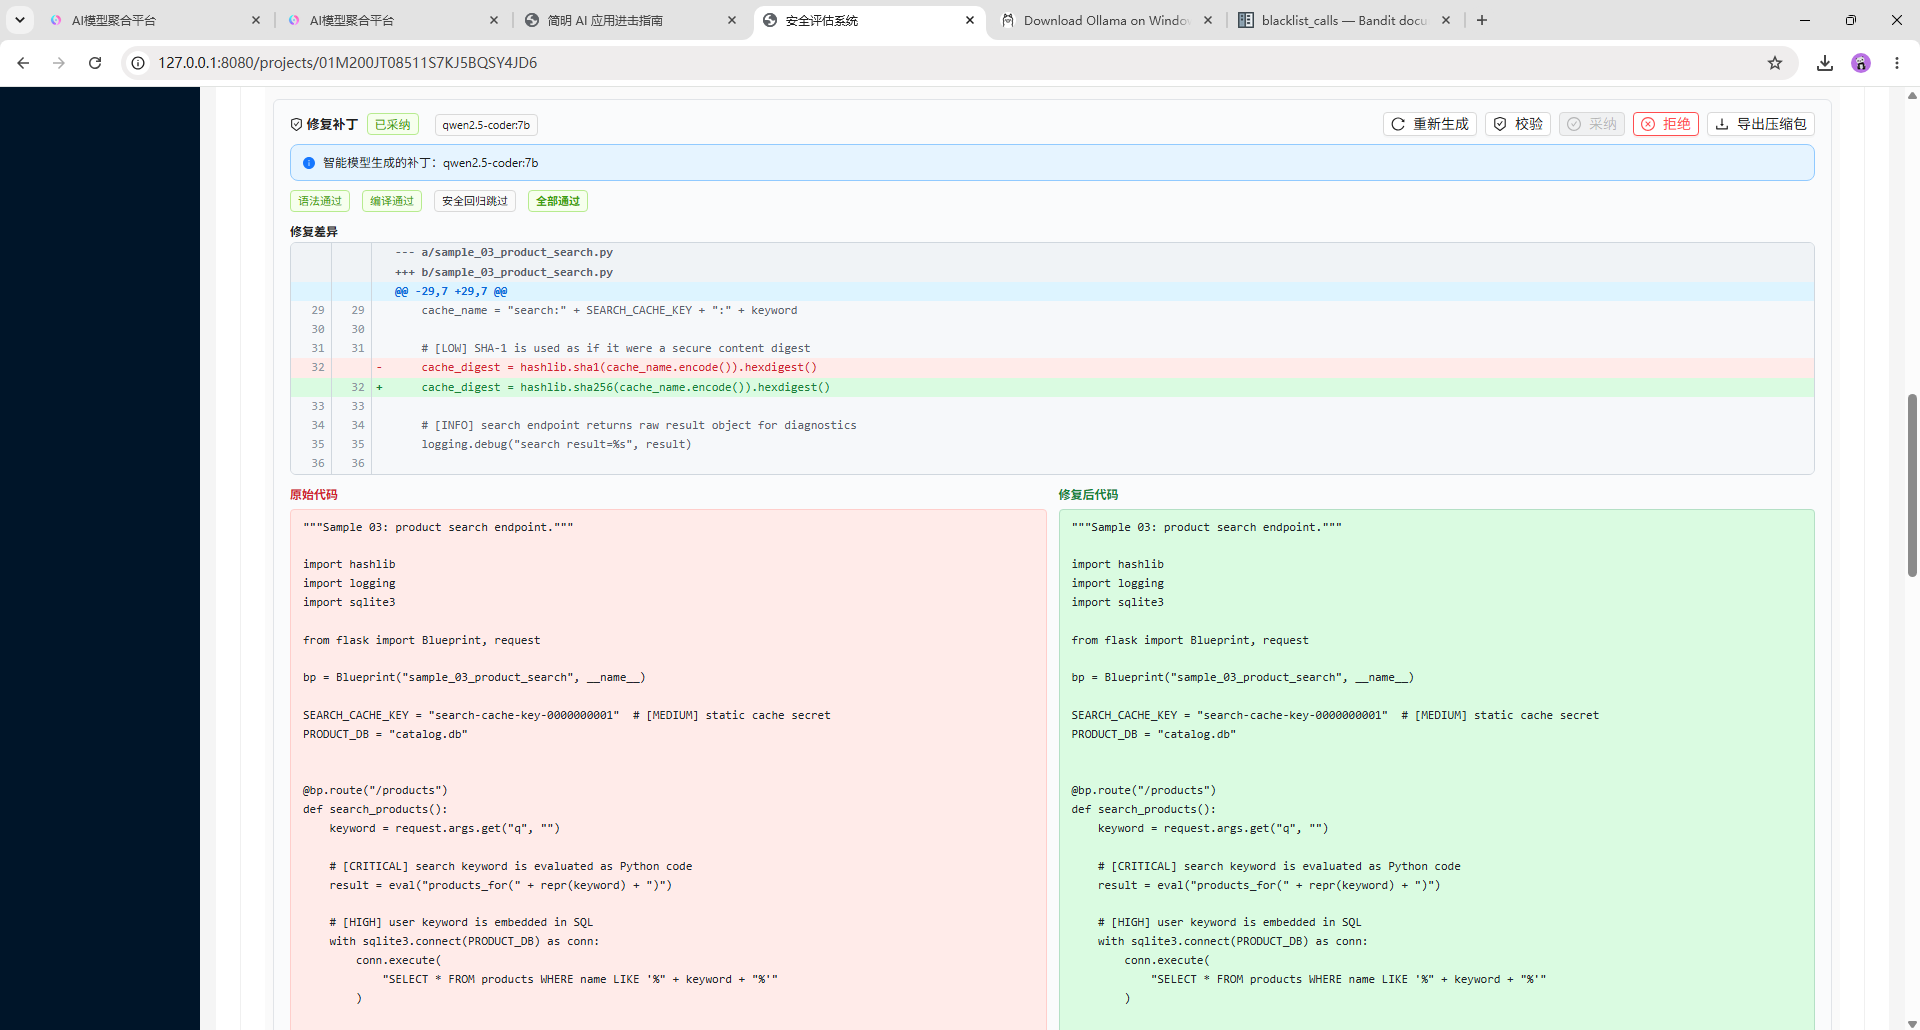 AI模型聚合平台
AI模型聚合平台
简明 AI 应用进击指南
安全评估系统
Download Ollama on Windo
blacklist_calls — Bandit docu
127.0.0.1:8080/projects/01M200JT08511S7KJ5BQSY4JD6
修复补丁 已采纳 qwen2.5-coder:7b 重新生成 校验 采纳 拒绝 导出压缩包
智能模型生成的补丁：qwen2.5-coder:7b
语法通过 编译通过 安全回归跳过 全部通过
修复差异
--- a/sample_03_product_search.py
+++ b/sample_03_product_search.py
@@ -29,7 +29,7 @@
29 29 cache_name = "search:" + SEARCH_CACHE_KEY + ":" + keyword
30 30
31 31 # [LOW] SHA-1 is used as if it were a secure content digest
32 - cache_digest = hashlib.sha1(cache_name.encode()).hexdigest()
32 + cache_digest = hashlib.sha256(cache_name.encode()).hexdigest()
33 33
34 34 # [INFO] search endpoint returns raw result object for diagnostics
35 35 logging.debug("search result=%s", result)
36 36
原始代码
"""Sample 03: product search endpoint."""
import hashlib
import logging
import sqlite3
from flask import Blueprint, request
bp = Blueprint("sample_03_product_search", __name__)
SEARCH_CACHE_KEY = "search-cache-key-0000000001"  # [MEDIUM] static cache secret
PRODUCT_DB = "catalog.db"
@bp.route("/products")
def search_products():
    keyword = request.args.get("q", "")
    # [CRITICAL] search keyword is evaluated as Python code
    result = eval("products_for(" + repr(keyword) + ")")
    # [HIGH] user keyword is embedded in SQL
    with sqlite3.connect(PRODUCT_DB) as conn:
        conn.execute(
            "SELECT * FROM products WHERE name LIKE '%" + keyword + "%'"
        )
修复后代码
"""Sample 03: product search endpoint."""
import hashlib
import logging
import sqlite3
from flask import Blueprint, request
bp = Blueprint("sample_03_product_search", __name__)
SEARCH_CACHE_KEY = "search-cache-key-0000000001"  # [MEDIUM] static cache secret
PRODUCT_DB = "catalog.db"
@bp.route("/products")
def search_products():
    keyword = request.args.get("q", "")
    # [CRITICAL] search keyword is evaluated as Python code
    result = eval("products_for(" + repr(keyword) + ")")
    # [HIGH] user keyword is embedded in SQL
    with sqlite3.connect(PRODUCT_DB) as conn:
        conn.execute(
            "SELECT * FROM products WHERE name LIKE '%" + keyword + "%'"
        )